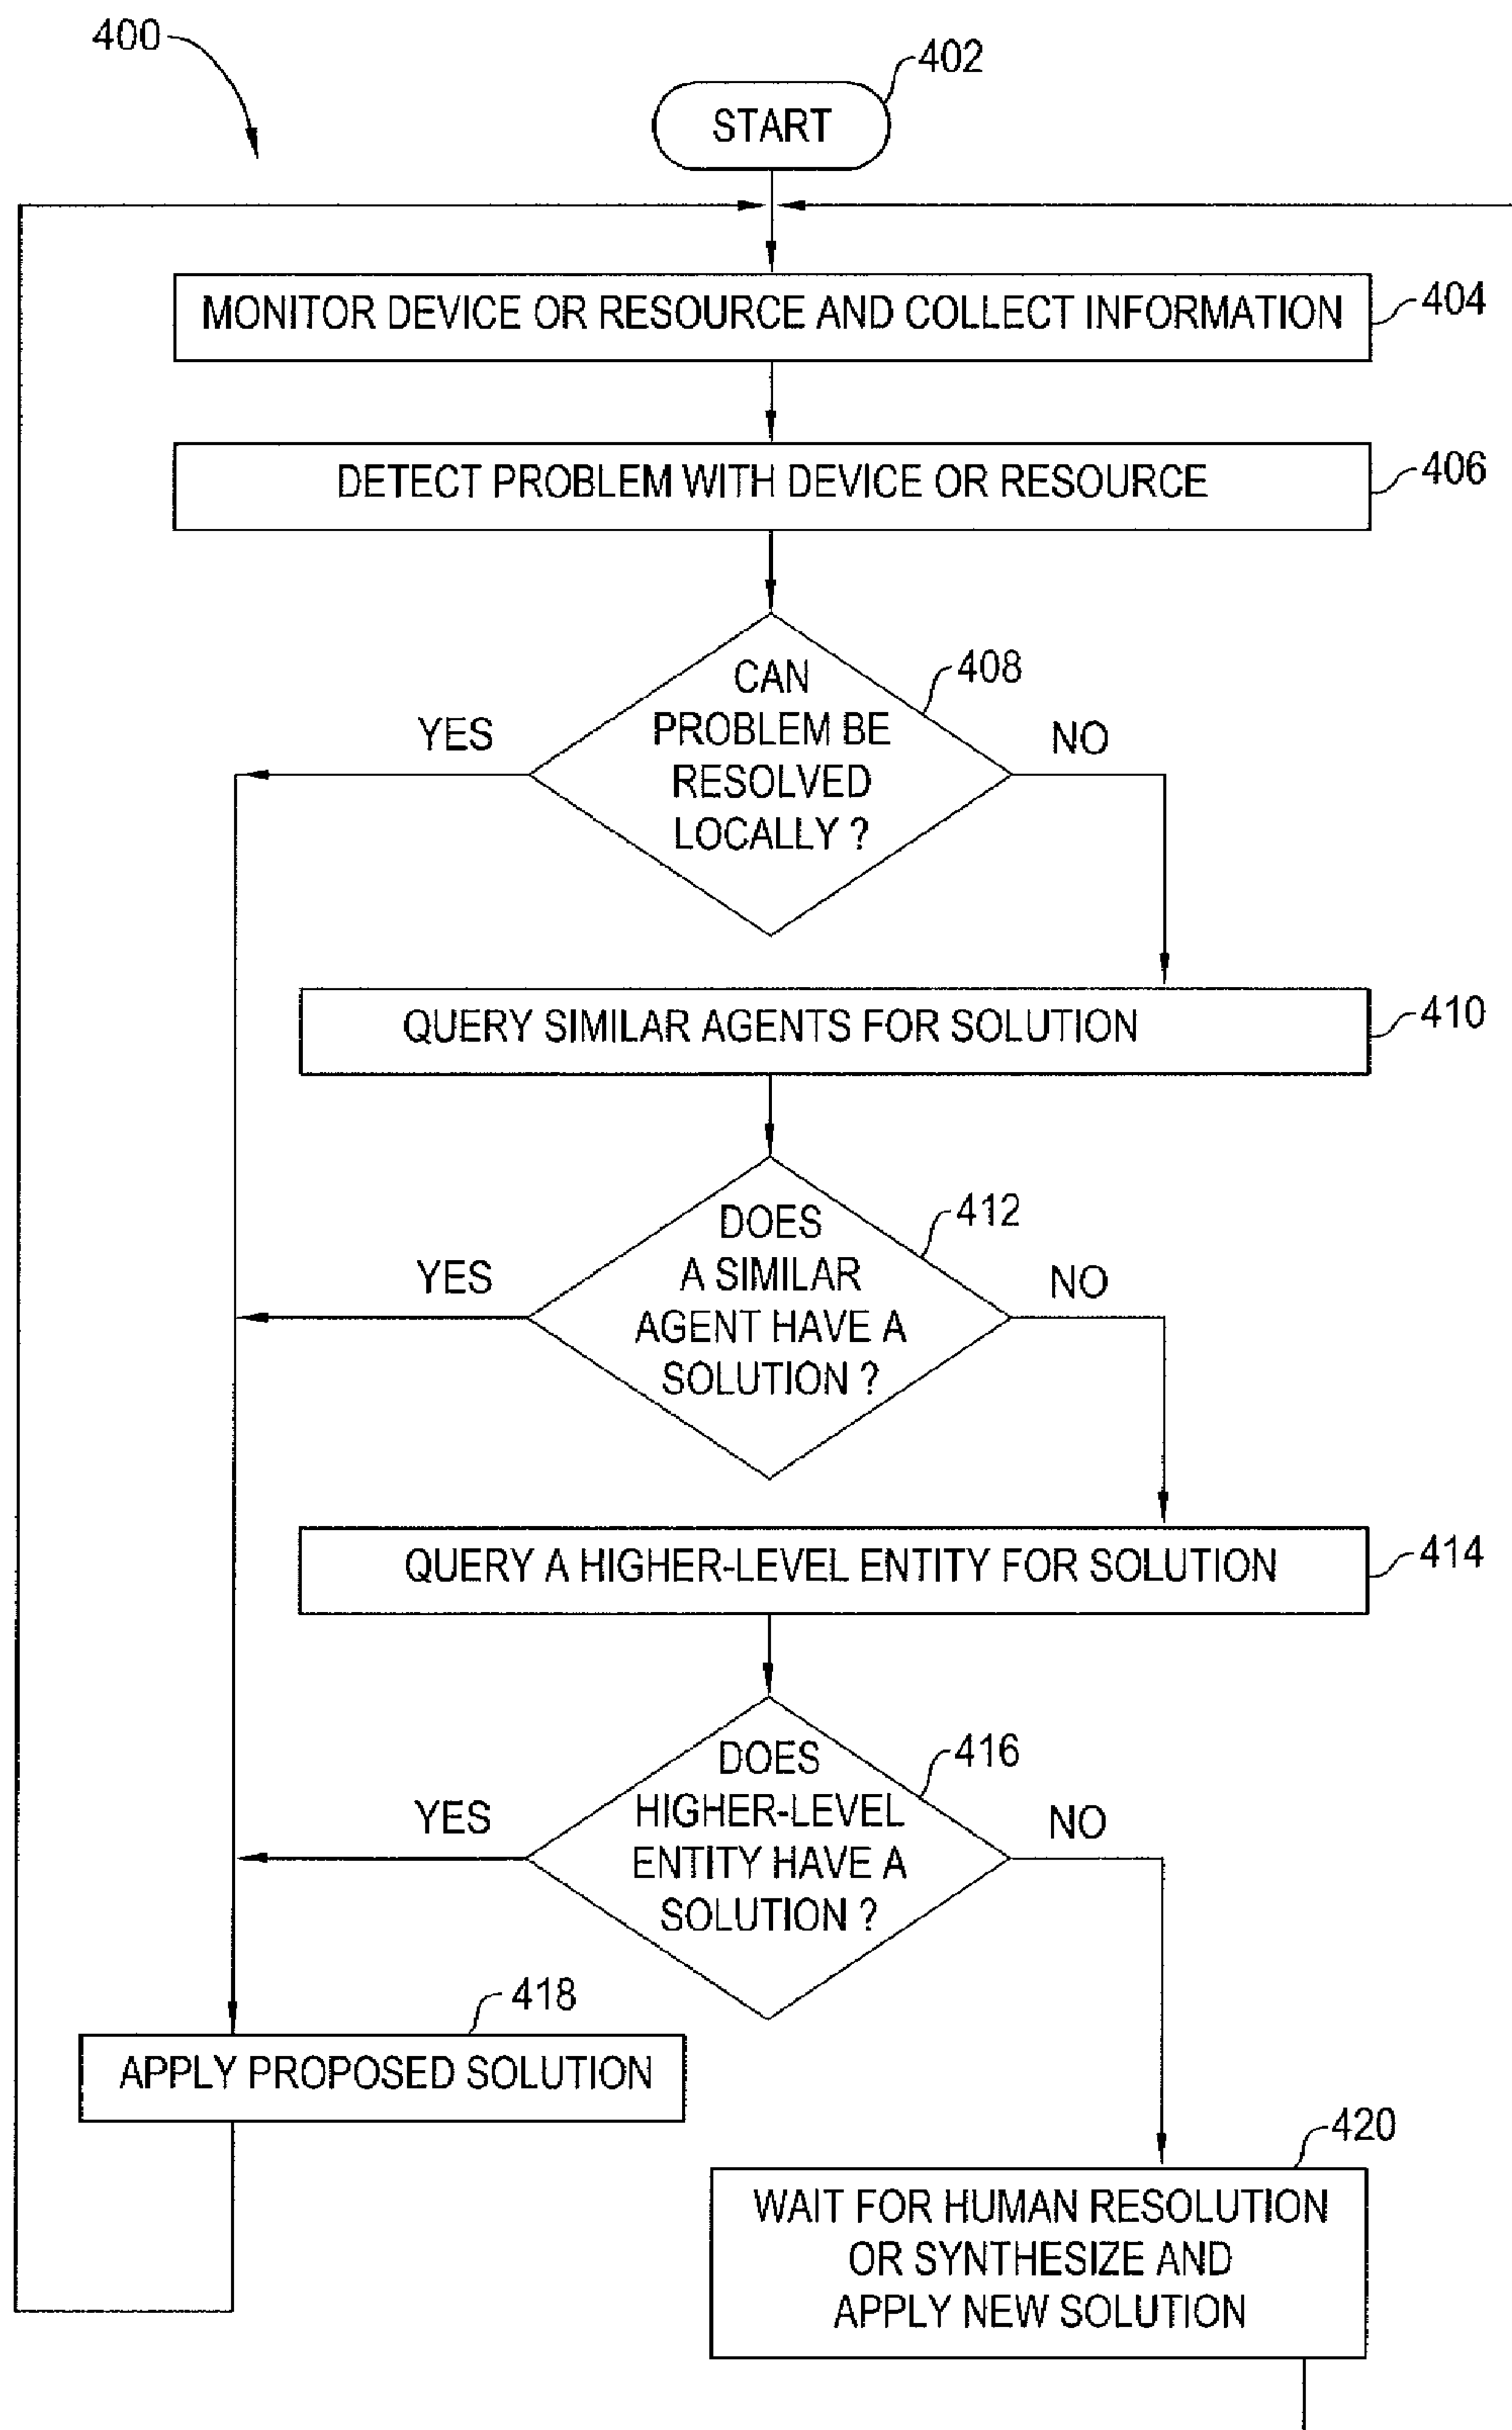 400
402
START
MONITOR DEVICE OR RESOURCE AND COLLECT INFORMATION
404
DETECT PROBLEM WITH DEVICE OR RESOURCE
406
CAN
PROBLEM BE
RESOLVED
LOCALLY ?
408
YES
NO
QUERY SIMILAR AGENTS FOR SOLUTION
410
DOES
A SIMILAR
AGENT HAVE A
SOLUTION ?
412
YES
NO
QUERY A HIGHER-LEVEL ENTITY FOR SOLUTION
414
DOES
HIGHER-LEVEL
ENTITY HAVE A
SOLUTION ?
416
YES
NO
418
APPLY PROPOSED SOLUTION
420
WAIT FOR HUMAN RESOLUTION
OR SYNTHESIZE AND
APPLY NEW SOLUTION